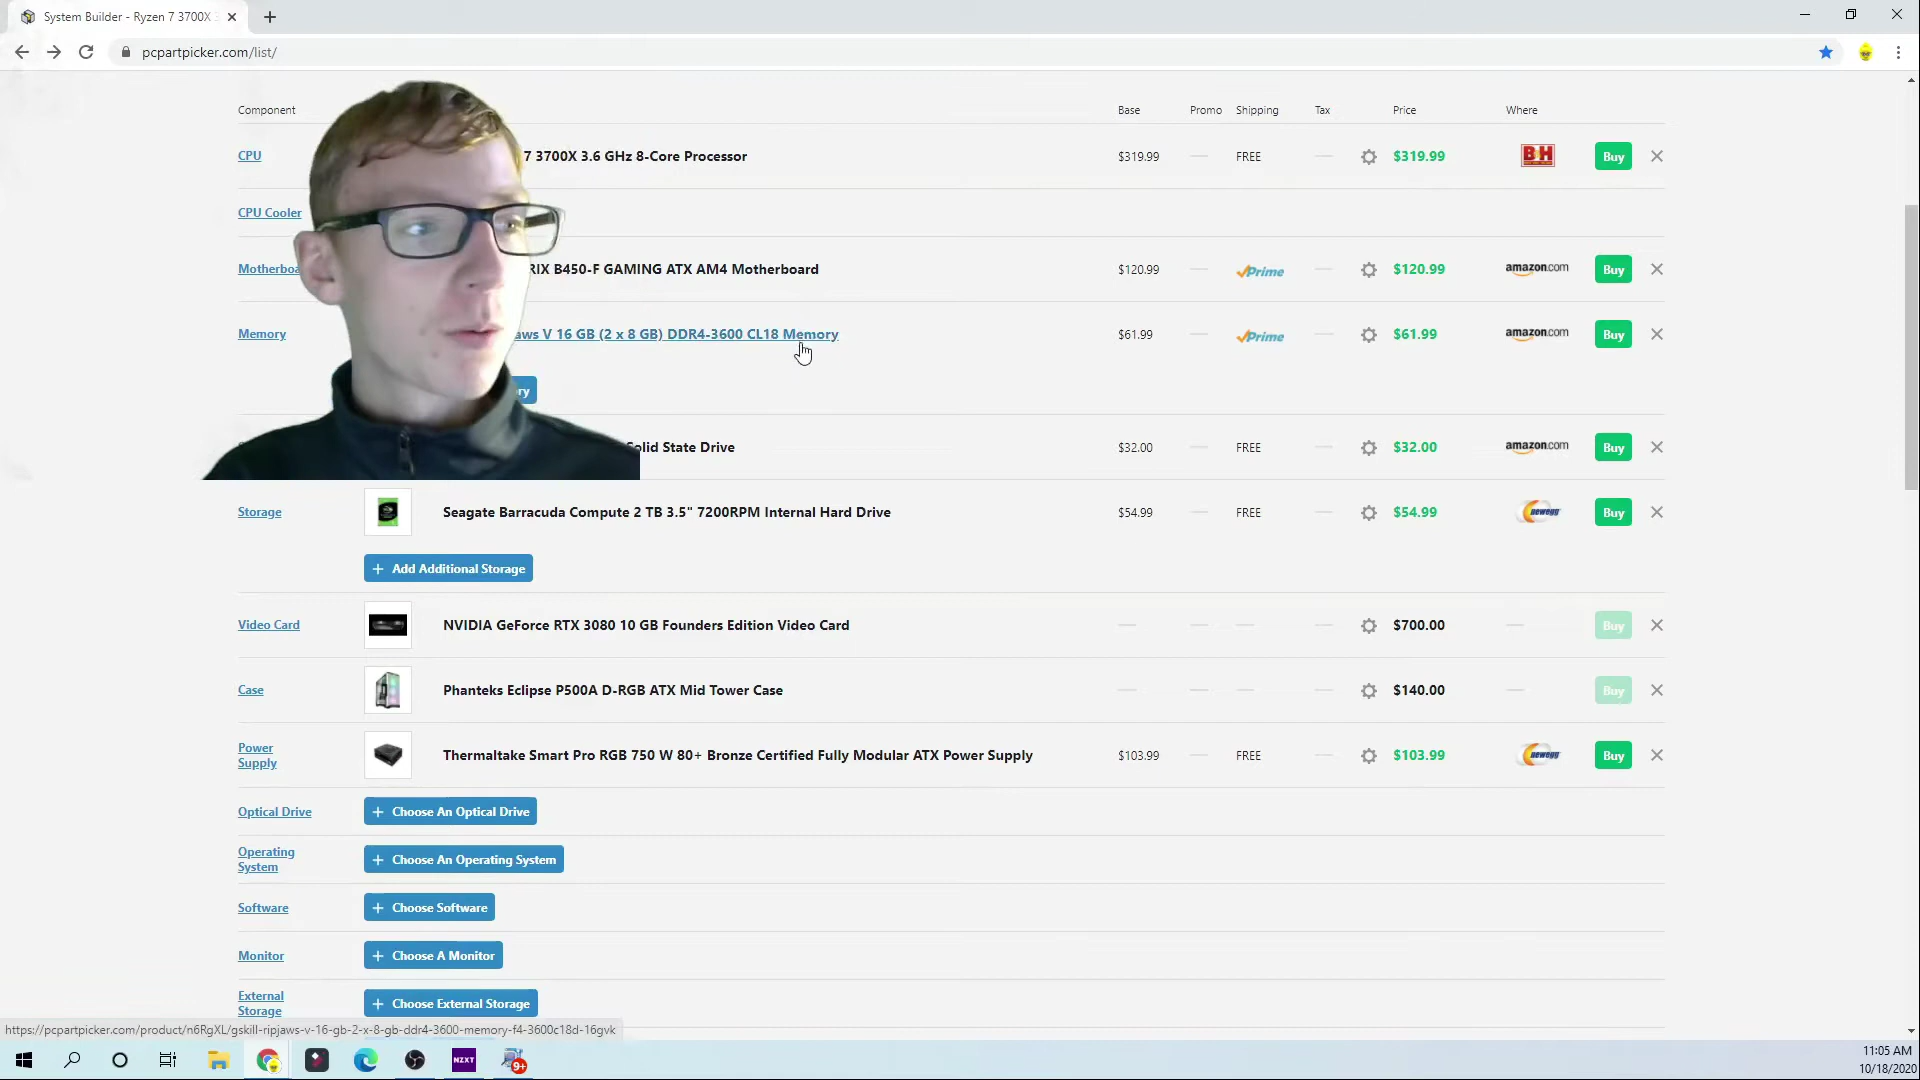 System Builder - Ryzen 7 3700X
pcpartpicker.com/list/
Component Base Promo Shipping Tax Price Where
CPU 7 3700X 3.6 GHz 8-Core Processor $319.99 FREE $319.99 B&H Buy
CPU Cooler
RIX B450-F GAMING ATX AM4 Motherboard $120.99 Prime $120.99 amazon.com Buy
Memory aws V 16 GB (2 x 8 GB) DDR4-3600 CL18 Memory $61.99 Prime $61.99 amazon.com Buy
ry
Solid State Drive $32.00 FREE $32.00 amazon.com Buy
Storage Seagate Barracuda Compute 2 TB 3.5" 7200RPM Internal Hard Drive $54.99 FREE $54.99 newegg Buy
+ Add Additional Storage
Video Card NVIDIA GeForce RTX 3080 10 GB Founders Edition Video Card $700.00 Buy
Case Phanteks Eclipse P500A D-RGB ATX Mid Tower Case $140.00 Buy
Power
Supply Thermaltake Smart Pro RGB 750 W 80+ Bronze Certified Fully Modular ATX Power Supply $103.99 FREE $103.99 newegg Buy
Optical Drive + Choose An Optical Drive
Operating
System + Choose An Operating System
Software + Choose Software
Monitor + Choose A Monitor
External
Storage + Choose External Storage
https://pcpartpicker.com/product/n6RgXL/gskill-ripjaws-v-16-gb-2-x-8-gb-ddr4-3600-memory-f4-3600c18d-16gvk
NZXT 9+ 11:05 AM
10/18/2020